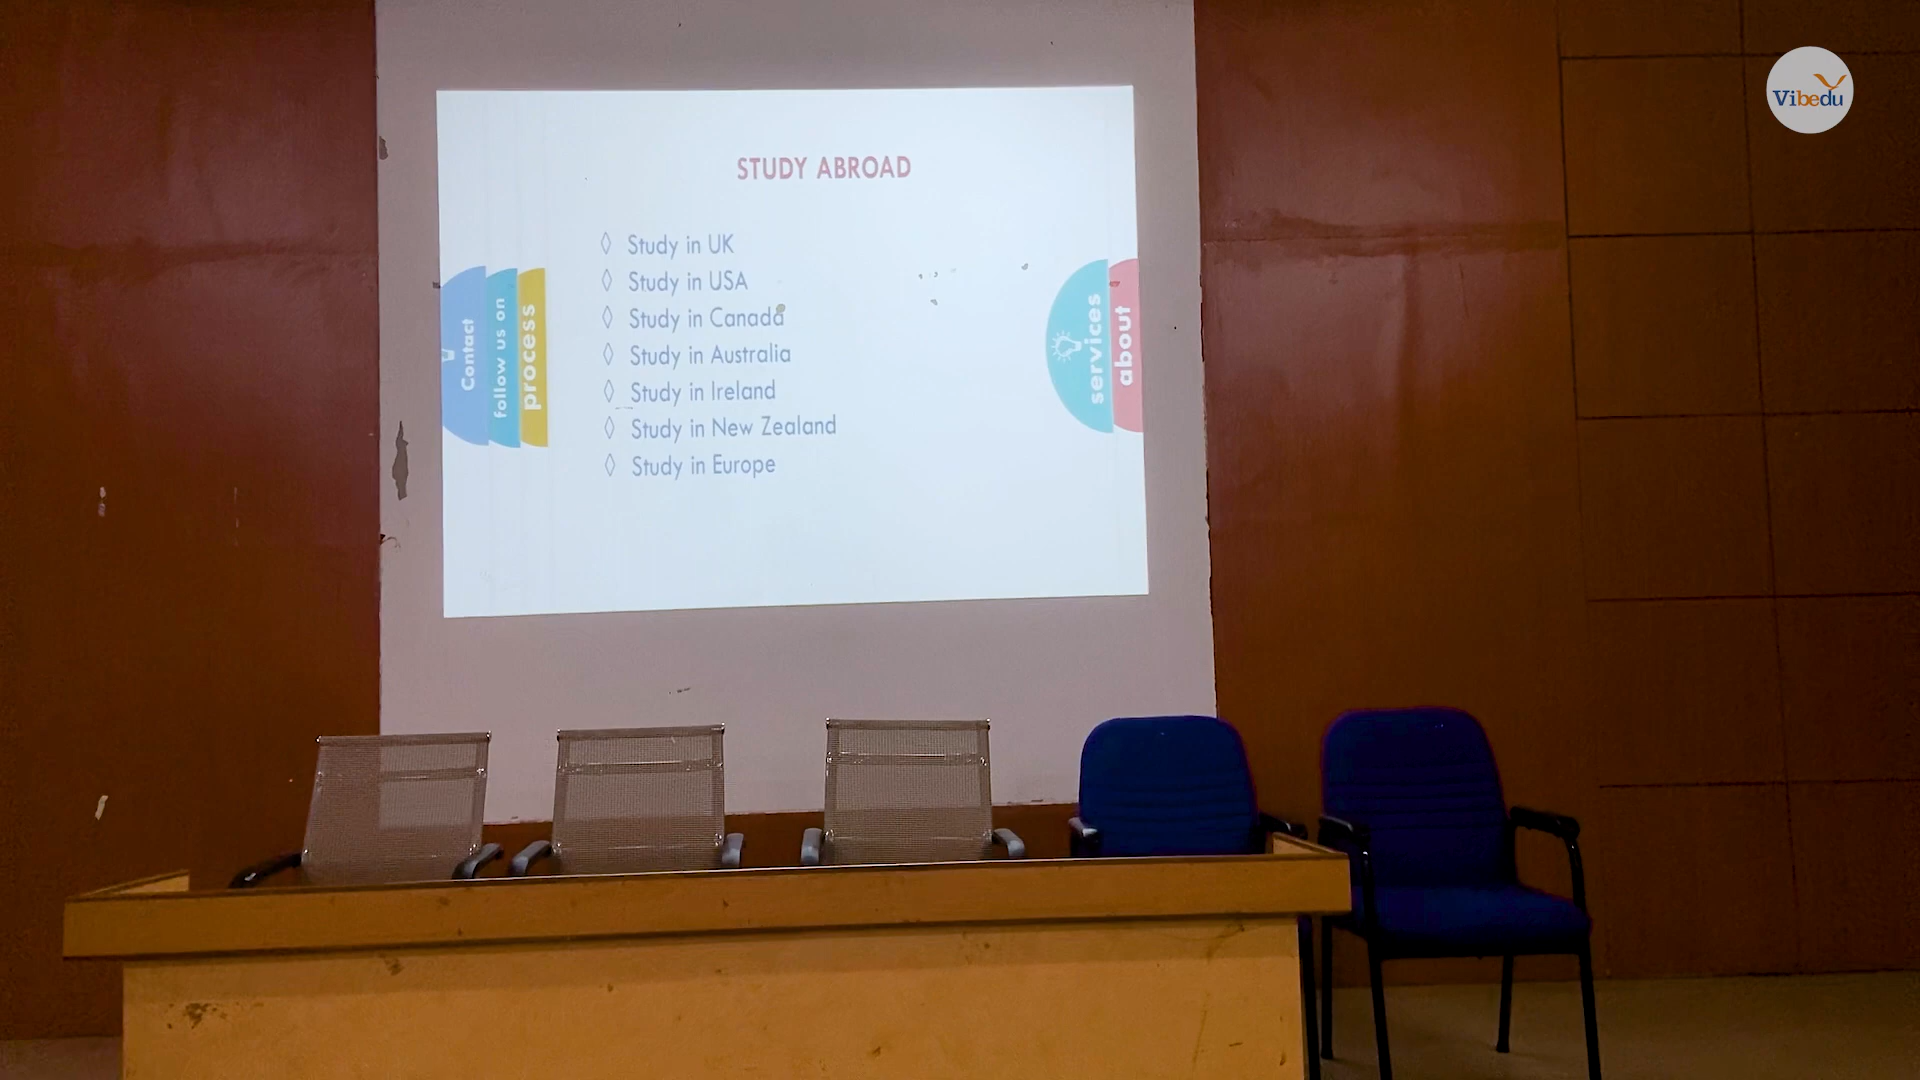 Vibedu
STUDY ABROAD
◊ Study in UK
◊ Study in USA
◊ Study in Canada
◊ Study in Australia
◊ Study in Ireland
◊ Study in New Zealand
◊ Study in Europe
Contact
follow us on
process
services
about